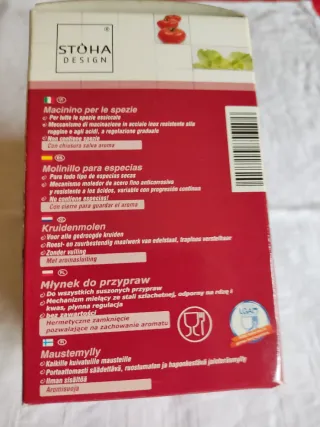 STÖHA
DESIGN
Macinino per le spezie
• Per tutte le spezie essiccate
• Meccanismo di macinazione in acciaio inox resistente alla
ruggine e agli acidi, a regolazione graduale
• Non contiene spezie
Con chiusura salva aroma
Molinillo para especias
• Para todo tipo de especias secas
• Mecanismo moledor de acero fino anticorrosivo
y resistente a los ácidos, variable con progresión continua
• No contiene especias!
Con cierre para guardar el aroma
Kruidenmolen
• Voor alle gedroogde kruiden
• Roest- en zuurbestendig maalwerk van edelstaal, traploos verstelbaar
• Zonder vulling
Met aromasluiting
Młynek do przypraw
• Do wszystkich suszonych przypraw
• Mechanizm mielący ze stali szlachetnej, odporny na rdzę i
kwas, płynna regulacja
• bez zawartości
Hermetyczne zamknięcie
pozwalające na zachowanie aromatu
LGA
Maustemylly
• Kaikille kuivatuille mausteille
• Portaattomasti säädettävä, ruostumaton ja haponkestävä jauhatusmylly
• Ilman sisältöä
Aromisuoja